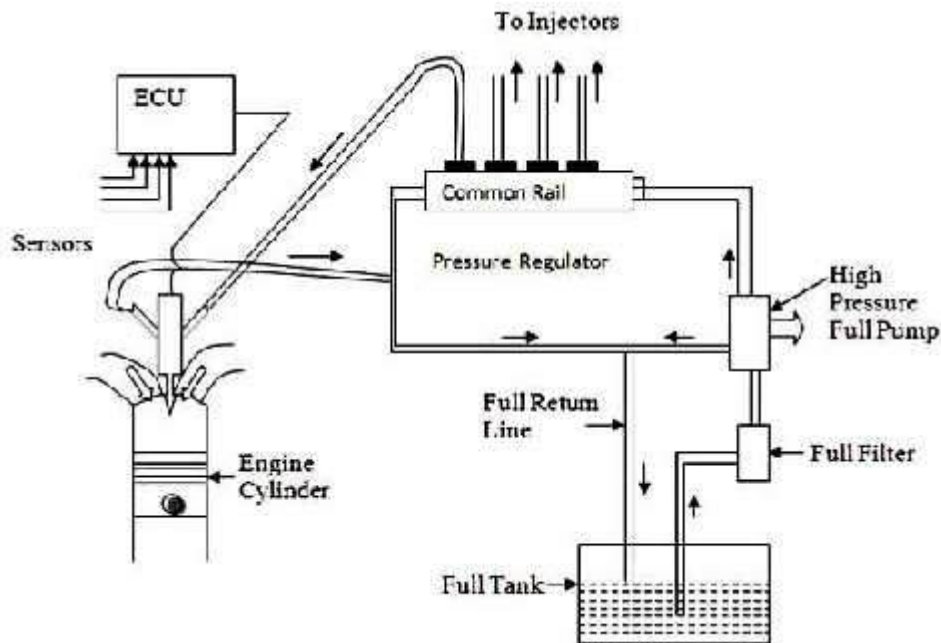 To Injectors
ECU
Common Rail
Sensors
Pressure Regulator
High
Pressure
Full Pump
Full Return
Line
Full Filter
Engine
Cylinder
Full Tank